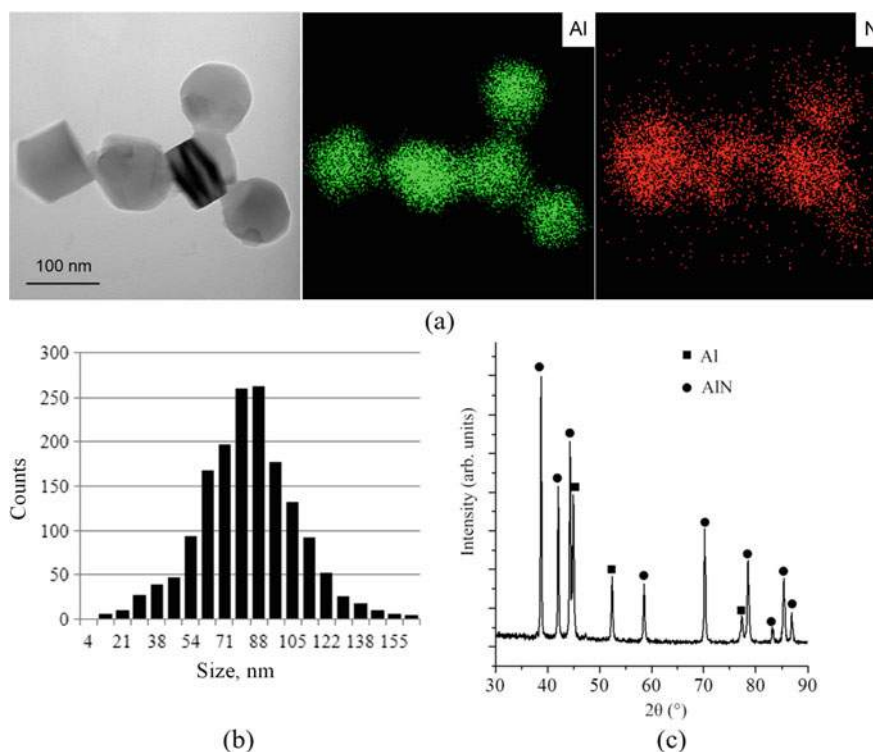 Al
N
100 nm
(a)
300
250
200
150
100
50
0
Counts
4 21 38 54 71 88 105 122 138 155
Size, nm
(b)
Al
AlN
Intensity (arb. units)
30 40 50 60 70 80 90
2θ (°)
(c)